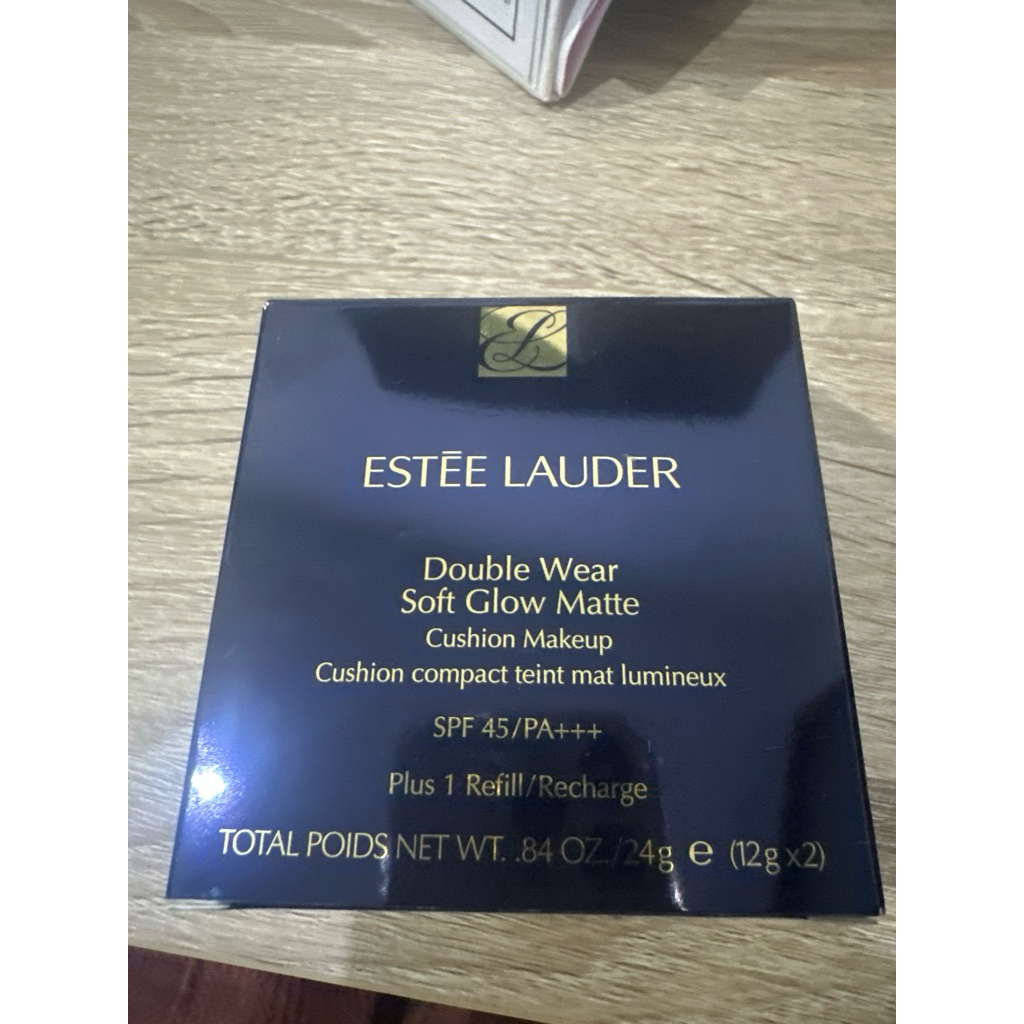 EL
ESTĒE LAUDER
Double Wear
Soft Glow Matte
Cushion Makeup
Cushion compact teint mat lumineux
SPF 45/PA+++
Plus 1 Refill/Recharge
TOTAL POIDS NET WT. .84 OZ./24g e (12g x2)